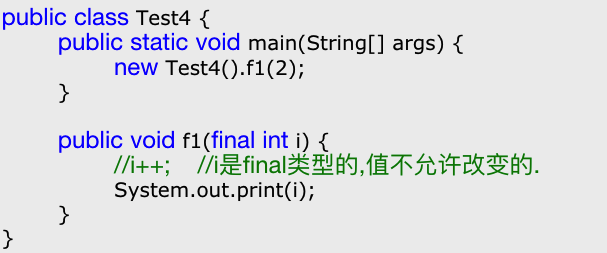 public class Test4 {
public static void main(String[] args) {
new Test4().f1(2);
}
public void f1(final int i) {
//i++; //i是final类型的,值不允许改变的.
System.out.print(i);
}
}